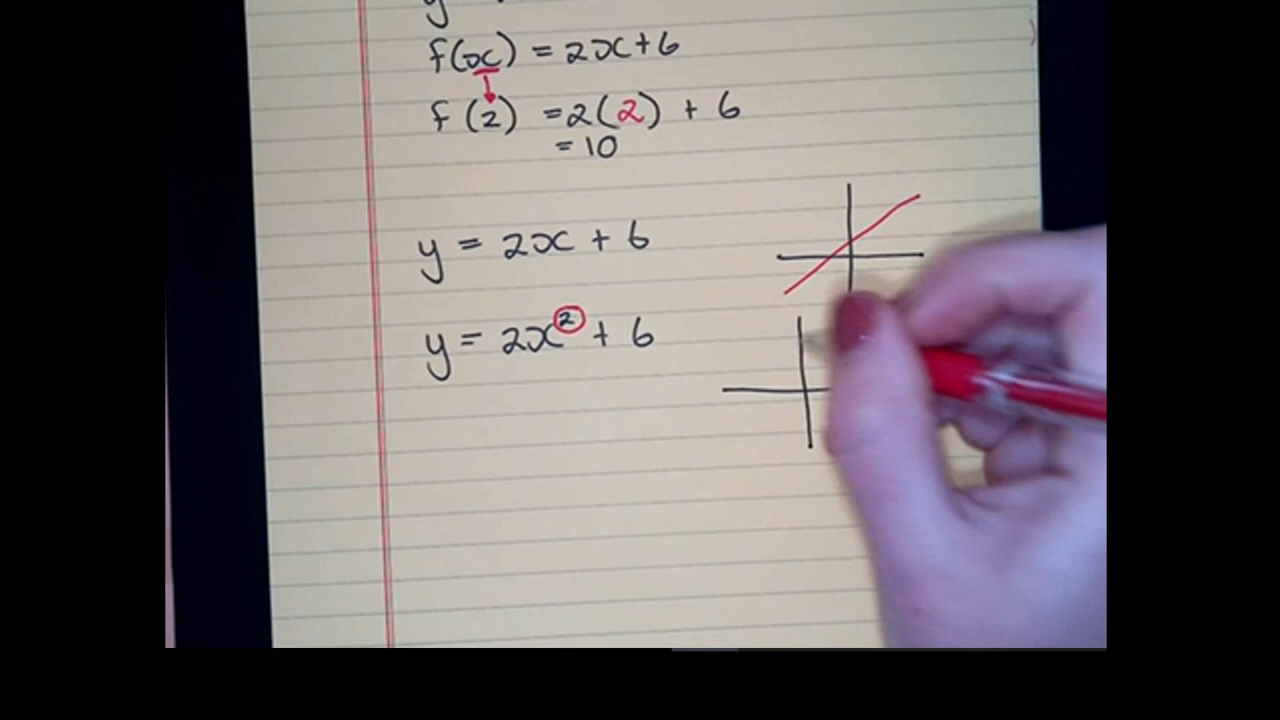 f(x) = 2x+6
f(2) = 2(2) + 6
= 10
y = 2x + 6
y = 2x² + 6